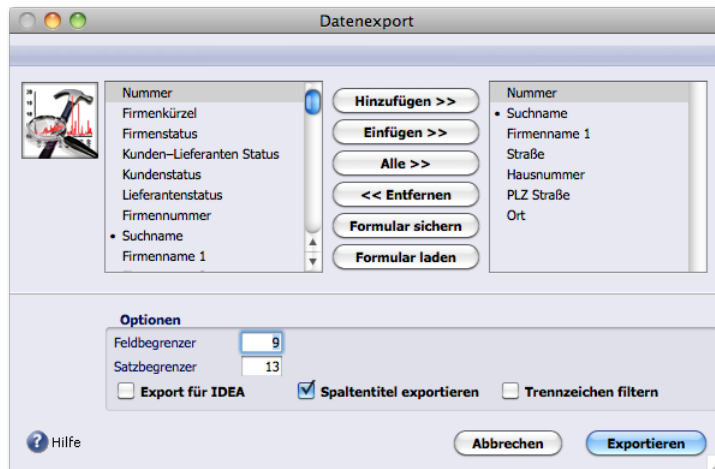 Datenexport
Nummer
Firmenkürzel
Firmenstatus
Kunden–Lieferanten Status
Kundenstatus
Lieferantenstatus
Firmennummer
• Suchname
Firmenname 1
Hinzufügen >>
Einfügen >>
Alle >>
<< Entfernen
Formular sichern
Formular laden
Nummer
• Suchname
Firmenname 1
Straße
Hausnummer
PLZ Straße
Ort
Optionen
Feldbegrenzer 9
Satzbegrenzer 13
Export für IDEA Spaltentitel exportieren Trennzeichen filtern
? Hilfe Abbrechen Exportieren